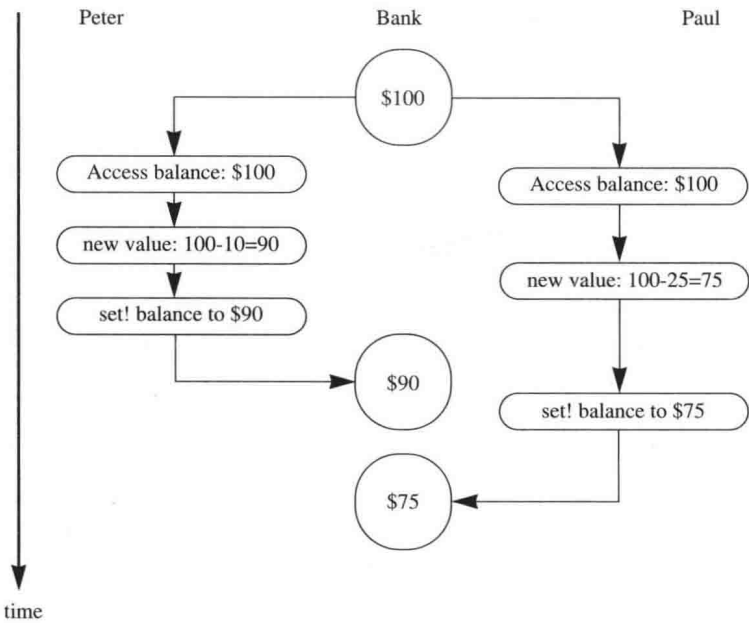 Peter Bank Paul
$100
Access balance: $100
Access balance: $100
new value: 100-10=90
new value: 100-25=75
set! balance to $90
$90
set! balance to $75
$75
time